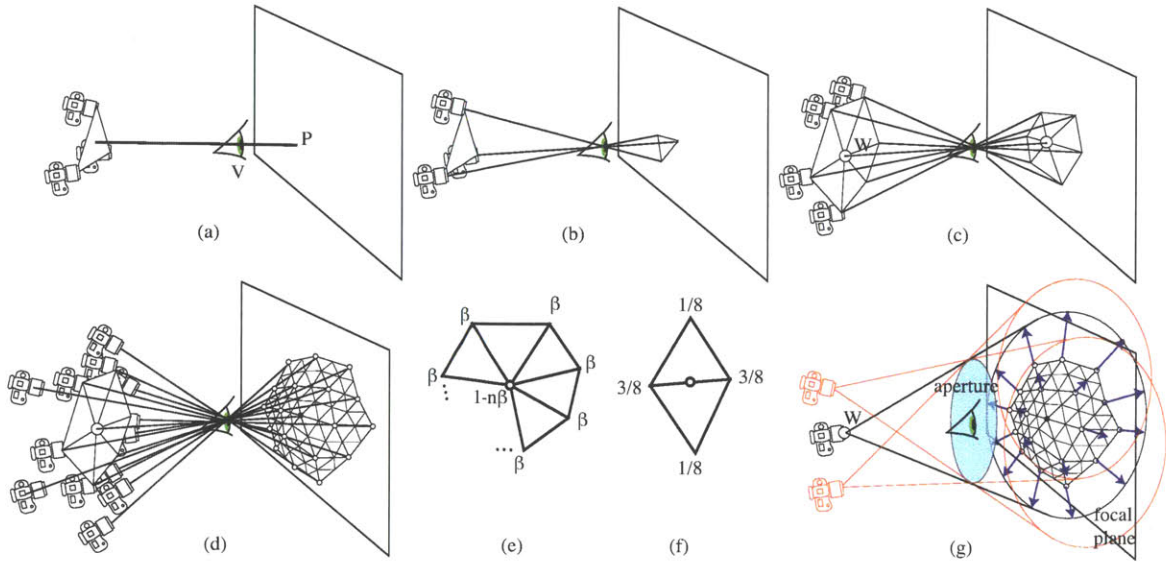 P
V
(a)
(b)
W
(c)
(d)
β
β
β
β
β
β
1-nβ
...
...
(e)
1/8
3/8
3/8
1/8
(f)
aperture
W
focal
plane
(g)